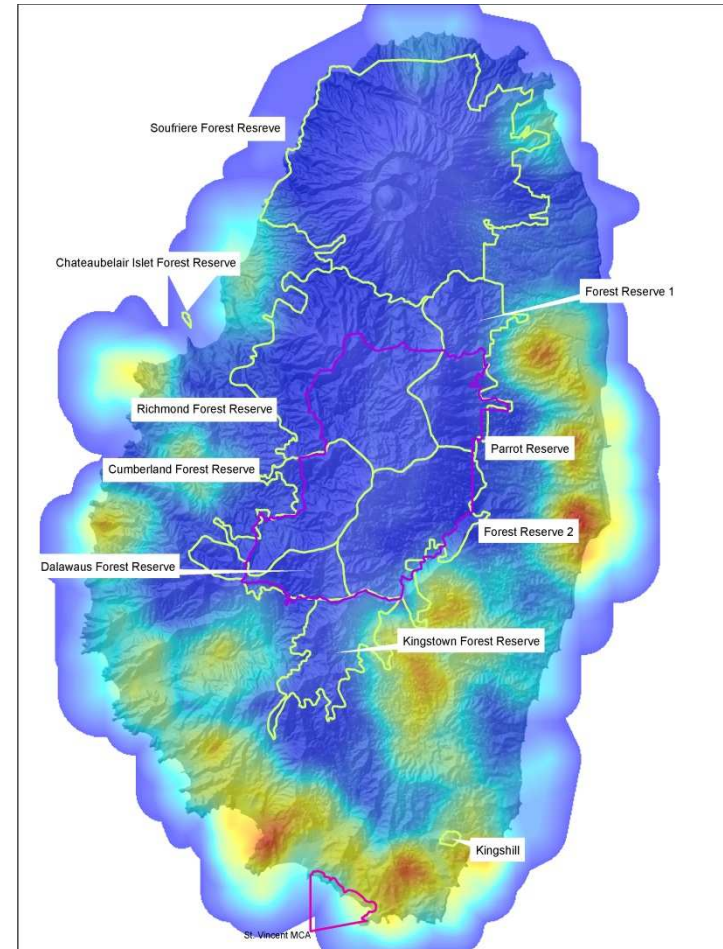 Soufriere Forest Resreve
Chateaubelair Islet Forest Reserve
Forest Reserve 1
Richmond Forest Reserve
Parrot Reserve
Cumberland Forest Reserve
Forest Reserve 2
Dalawaus Forest Reserve
Kingstown Forest Reserve
Kingshill
St. Vincent MCA